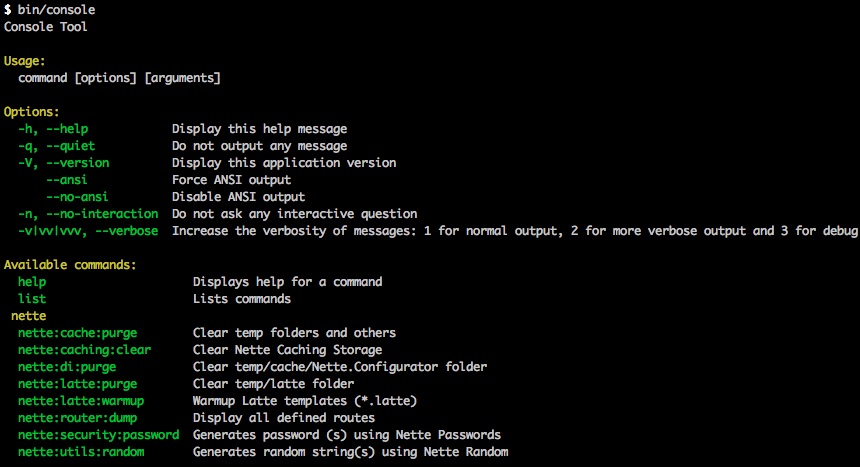 $ bin/console
Console Tool
Usage:
command [options] [arguments]
Options:
-h, --help Display this help message
-q, --quiet Do not output any message
-V, --version Display this application version
--ansi Force ANSI output
--no-ansi Disable ANSI output
-n, --no-interaction Do not ask any interactive question
-v|vv|vvv, --verbose Increase the verbosity of messages: 1 for normal output, 2 for more verbose output and 3 for debug
Available commands:
help Displays help for a command
list Lists commands
nette
nette:cache:purge Clear temp folders and others
nette:caching:clear Clear Nette Caching Storage
nette:di:purge Clear temp/cache/Nette.Configurator folder
nette:latte:purge Clear temp/latte folder
nette:latte:warmup Warmup Latte templates (*.latte)
nette:router:dump Display all defined routes
nette:security:password Generates password (s) using Nette Passwords
nette:utils:random Generates random string(s) using Nette Random